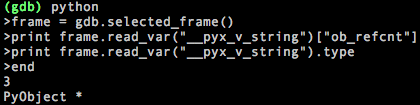 (gdb) python
>frame = gdb.selected_frame()
>print frame.read_var("__pyx_v_string")["ob_refcnt"]
>print frame.read_var("__pyx_v_string").type
>end
3
PyObject *